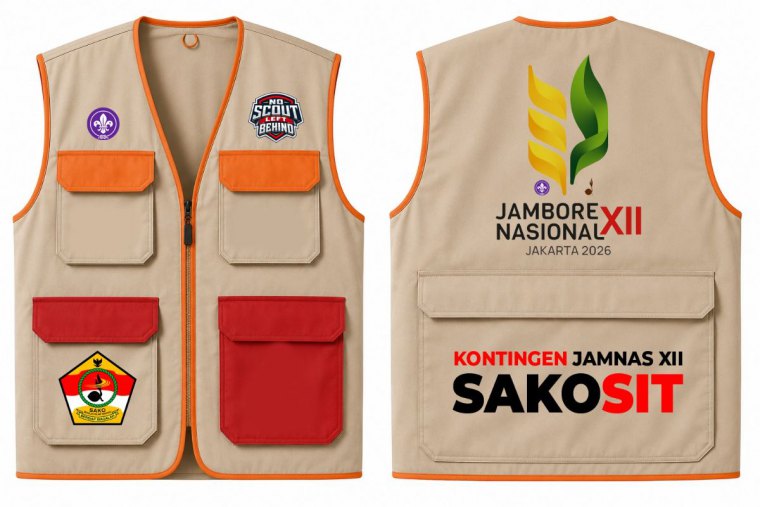 NO
SCOUT
LEFT
BEHIND
SAKO
JAMBORE
NASIONAL XII
JAKARTA 2026
KONTINGEN JAMNAS XII
SAKOSIT